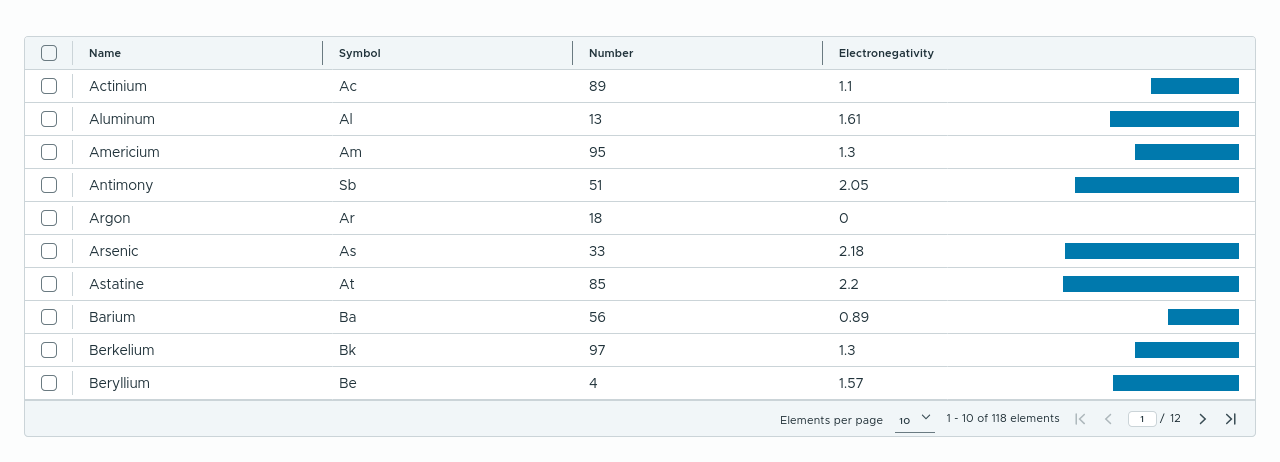 Name Symbol Number Electronegativity
Actinium Ac 89 1.1
Aluminum Al 13 1.61
Americium Am 95 1.3
Antimony Sb 51 2.05
Argon Ar 18 0
Arsenic As 33 2.18
Astatine At 85 2.2
Barium Ba 56 0.89
Berkelium Bk 97 1.3
Beryllium Be 4 1.57
Elements per page 10 1 - 10 of 118 elements 1 / 12